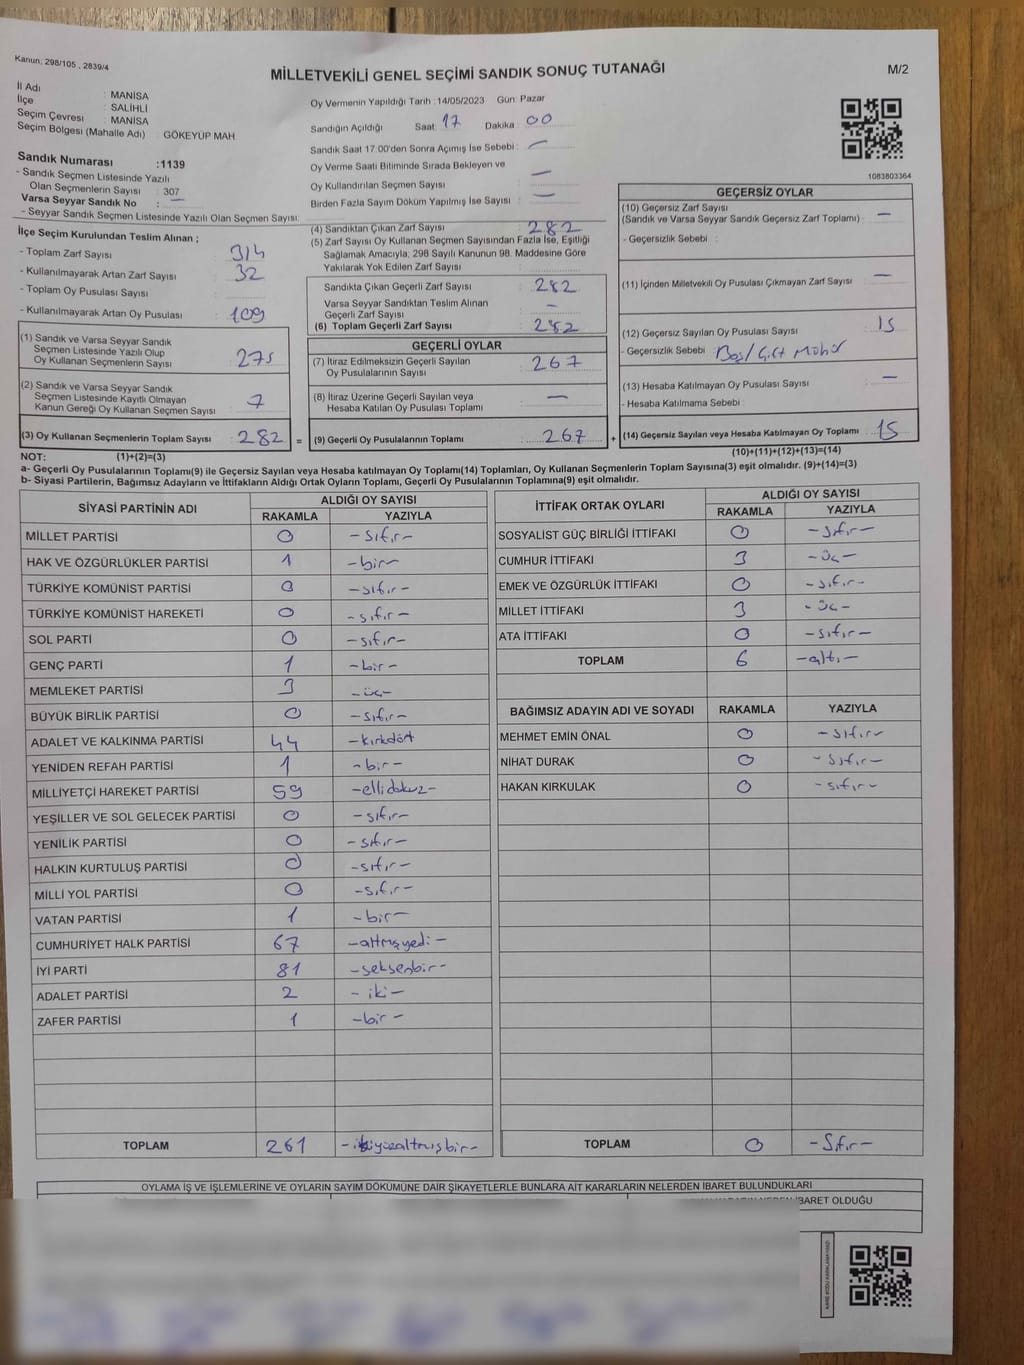 Kanun: 298/105 , 2839/4
MİLLETVEKİLİ GENEL SEÇİMİ SANDIK SONUÇ TUTANAĞI
M/2
İl Adı : MANİSA
İlçe : SALİHLİ
Seçim Çevresi : MANİSA
Seçim Bölgesi (Mahalle Adı) : GÖKEYÜP MAH
Sandık Numarası :1139
- Sandık Seçmen Listesinde Yazılı
Olan Seçmenlerin Sayısı : 307
Varsa Seyyar Sandık No : —
- Seyyar Sandık Seçmen Listesinde Yazılı Olan Seçmen Sayısı:
Oy Vermenin Yapıldığı Tarih :14/05/2023 Gün: Pazar
Sandığın Açıldığı Saat: 17 Dakika 00
Sandık Saat 17:00'den Sonra Açımış İse Sebebi : —
Oy Verme Saati Bitiminde Sırada Bekleyen ve
Oy Kullandırılan Seçmen Sayısı —
Birden Fazla Sayım Döküm Yapılmış İse Sayısı : —
1083803364
İlçe Seçim Kurulundan Teslim Alınan ;
- Toplam Zarf Sayısı : 314
- Kullanılmayarak Artan Zarf Sayısı : 32
- Toplam Oy Pusulası Sayısı :
- Kullanılmayarak Artan Oy Pusulası : 109
(1) Sandık ve Varsa Seyyar Sandık
Seçmen Listesinde Yazılı Olup
Oy Kullanan Seçmenlerin Sayısı : 275
(2) Sandık ve Varsa Seyyar Sandık
Seçmen Listesinde Kayıtlı Olmayan
Kanun Gereği Oy Kullanan Seçmen Sayısı : 7
(3) Oy Kullanan Seçmenlerin Toplam Sayısı : 282 =
(4) Sandıktan Çıkan Zarf Sayısı : 282
(5) Zarf Sayısı Oy Kullanan Seçmen Sayısından Fazla İse, Eşitliği
Sağlamak Amacıyla; 298 Sayılı Kanunun 98. Maddesine Göre
Yakılarak Yok Edilen Zarf Sayısı :
Sandıkta Çıkan Geçerli Zarf Sayısı : 282
Varsa Seyyar Sandıktan Teslim Alınan
Geçerli Zarf Sayısı : —
(6) Toplam Geçerli Zarf Sayısı : 282
GEÇERLİ OYLAR
(7) İtiraz Edilmeksizin Geçerli Sayılan
Oy Pusulalarının Sayısı : 267
(8) İtiraz Üzerine Geçerli Sayılan veya
Hesaba Katılan Oy Pusulası Toplamı : —
(9) Geçerli Oy Pusulalarının Toplamı : 267 +
GEÇERSİZ OYLAR
(10) Geçersiz Zarf Sayısı
(Sandık ve Varsa Seyyar Sandık Geçersiz Zarf Toplamı) : —
- Geçersizlik Sebebi :
(11) İçinden Milletvekili Oy Pusulası Çıkmayan Zarf Sayısı : —
(12) Geçersiz Sayılan Oy Pusulası Sayısı : 15
- Geçersizlik Sebebi : Boş/Çift Mühür
(13) Hesaba Katılmayan Oy Pusulası Sayısı : —
- Hesaba Katılmama Sebebi :
(14) Geçersiz Sayılan veya Hesaba Katılmayan Oy Toplamı : 15
NOT: (1)+(2)=(3) (10)+(11)+(12)+(13)=(14)
a- Geçerli Oy Pusulalarının Toplamı(9) ile Geçersiz Sayılan veya Hesaba katılmayan Oy Toplamı(14) Toplamları, Oy Kullanan Seçmenlerin Toplam Sayısına(3) eşit olmalıdır. (9)+(14)=(3)
b- Siyasi Partilerin, Bağımsız Adayların ve İttifakların Aldığı Ortak Oyların Toplamı, Geçerli Oy Pusulalarının Toplamına(9) eşit olmalıdır.
SİYASİ PARTİNİN ADI ALDIĞI OY SAYISI
RAKAMLA YAZIYLA
MİLLET PARTİSİ 0 -sıfır-
HAK VE ÖZGÜRLÜKLER PARTİSİ 1 -bir-
TÜRKİYE KOMÜNİST PARTİSİ 0 -sıfır-
TÜRKİYE KOMÜNİST HAREKETİ 0 -sıfır-
SOL PARTİ 0 -sıfır-
GENÇ PARTİ 1 -bir-
MEMLEKET PARTİSİ 3 -üç-
BÜYÜK BİRLİK PARTİSİ 0 -sıfır-
ADALET VE KALKINMA PARTİSİ 44 -kırkdört
YENİDEN REFAH PARTİSİ 1 -bir-
MİLLİYETÇİ HAREKET PARTİSİ 59 -ellidokuz-
YEŞİLLER VE SOL GELECEK PARTİSİ 0 -sıfır-
YENİLİK PARTİSİ 0 -sıfır-
HALKIN KURTULUŞ PARTİSİ 0 -sıfır-
MİLLİ YOL PARTİSİ 0 -sıfır-
VATAN PARTİSİ 1 -bir-
CUMHURİYET HALK PARTİSİ 67 -altmışyedi-
İYİ PARTİ 81 -seksenbir-
ADALET PARTİSİ 2 -iki-
ZAFER PARTİSİ 1 -bir-
TOPLAM 261 -ikiyüzaltmışbir-
İTTİFAK ORTAK OYLARI ALDIĞI OY SAYISI
RAKAMLA YAZIYLA
SOSYALİST GÜÇ BİRLİĞİ İTTİFAKI 0 -sıfır-
CUMHUR İTTİFAKI 3 -üç-
EMEK VE ÖZGÜRLÜK İTTİFAKI 0 -sıfır-
MİLLET İTTİFAKI 3 -üç-
ATA İTTİFAKI 0 -sıfır-
TOPLAM 6 -altı-
BAĞIMSIZ ADAYIN ADI VE SOYADI RAKAMLA YAZIYLA
MEHMET EMİN ÖNAL 0 -sıfır-
NİHAT DURAK 0 -sıfır-
HAKAN KIRKULAK 0 -sıfır-
TOPLAM 0 -Sıfır-
OYLAMA İŞ VE İŞLEMLERİNE VE OYLARIN SAYIM DÖKÜMÜNE DAİR ŞİKAYETLERLE BUNLARA AİT KARARLARIN NELERDEN İBARET BULUNDUKLARI
İBARET OLDUĞU